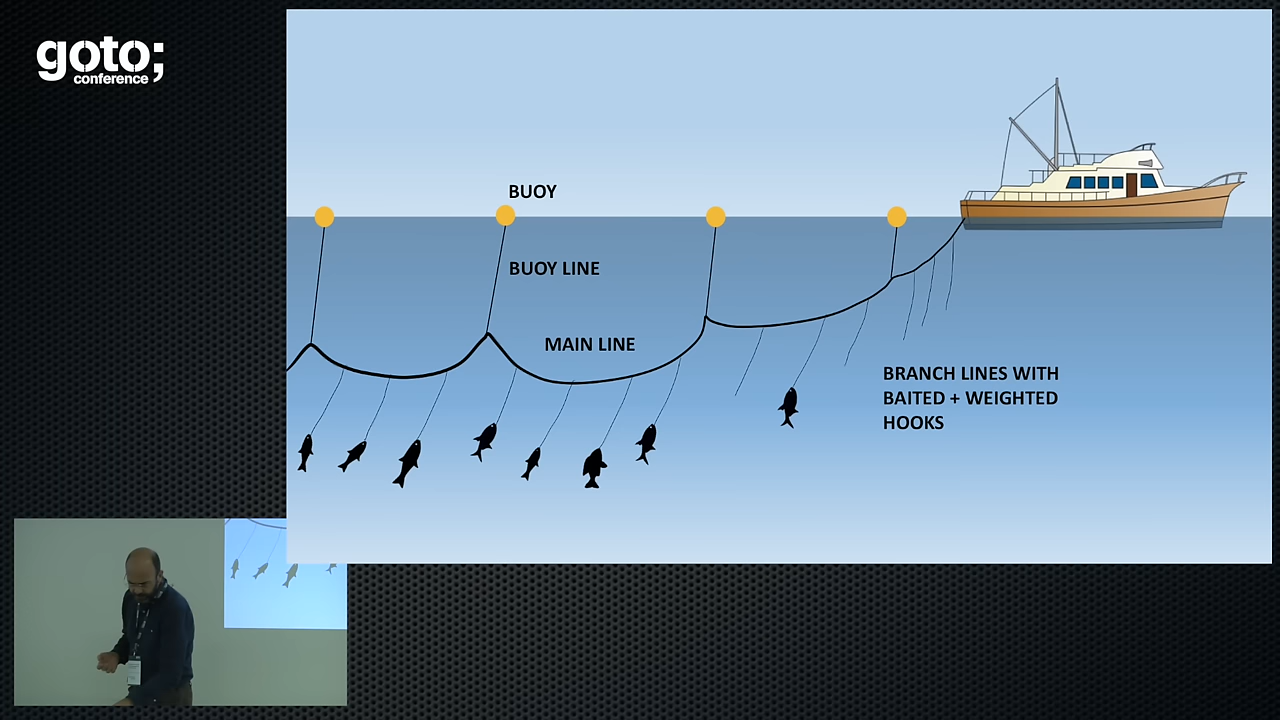 goto;
conference
BUOY
BUOY LINE
MAIN LINE
BRANCH LINES WITH
BAITED + WEIGHTED
HOOKS